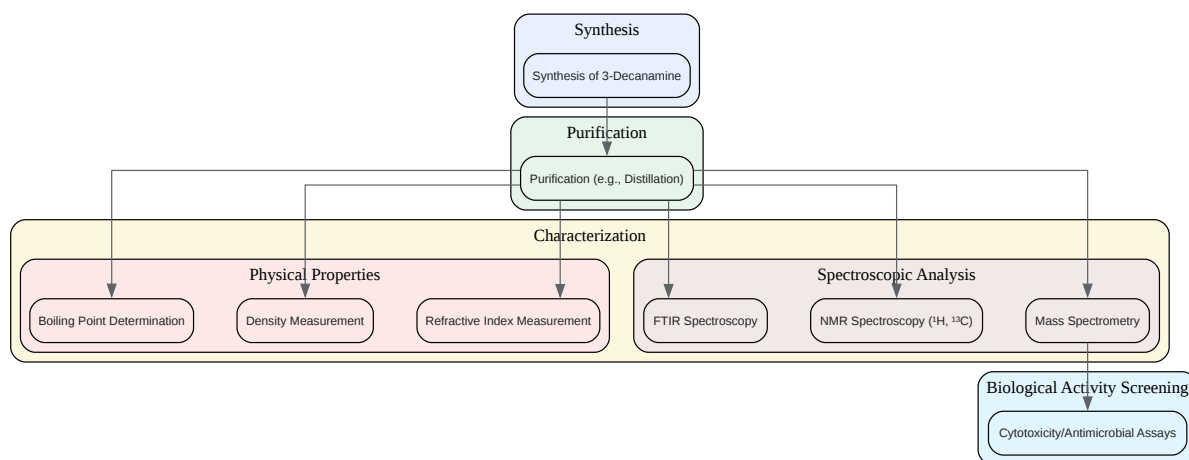 Synthesis
Synthesis of 3-Decanamine
Purification
Purification (e.g., Distillation)
Characterization
Physical Properties
Spectroscopic Analysis
Boiling Point Determination
Density Measurement
Refractive Index Measurement
FTIR Spectroscopy
NMR Spectroscopy (¹H, ¹³C)
Mass Spectrometry
Biological Activity Screening
Cytotoxicity/Antimicrobial Assays